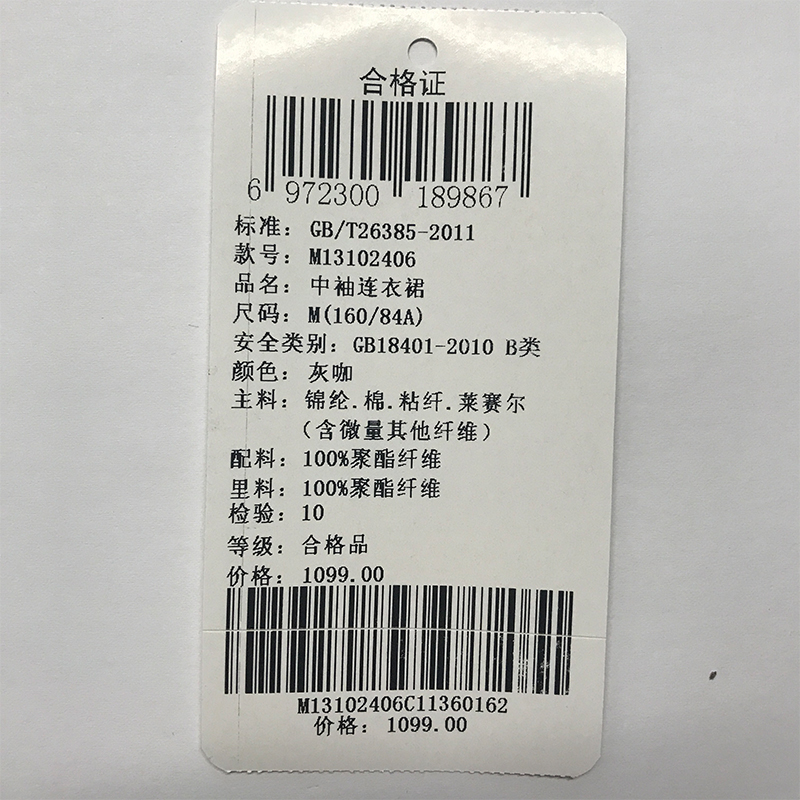 合格证
6 972300 189867
标准：GB/T26385-2011
款号：M13102406
品名：中袖连衣裙
尺码：M(160/84A)
安全类别：GB18401-2010 B类
颜色：灰咖
主料：锦纶.棉.粘纤.莱赛尔
（含微量其他纤维）
配料：100%聚酯纤维
里料：100%聚酯纤维
检验：10
等级：合格品
价格：1099.00
M13102406C11360162
价格：1099.00